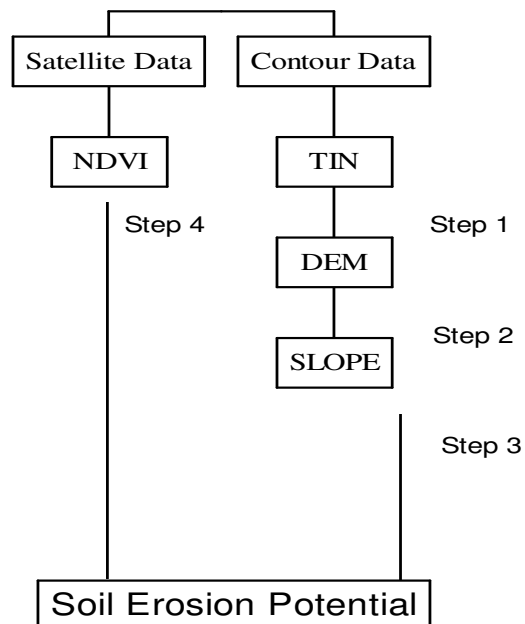 Satellite Data
Contour Data
NDVI
TIN
Step 4
Step 1
DEM
Step 2
SLOPE
Step 3
Soil Erosion Potential